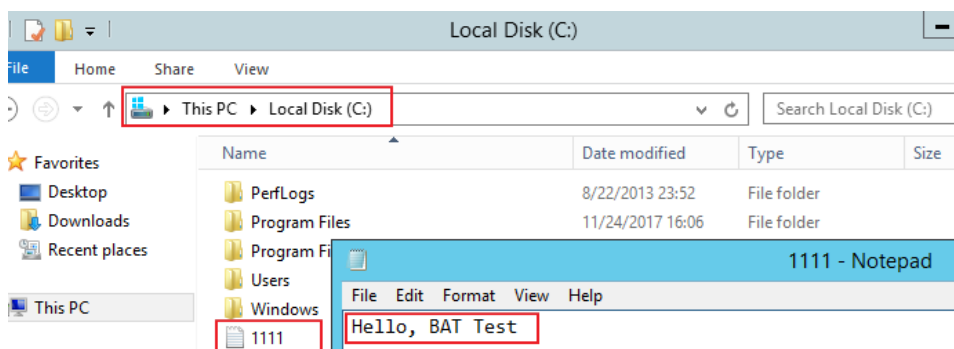 Local Disk (C:)
File Home Share View
This PC Local Disk (C:) Search Local Disk (C:)
Name Date modified Type Size
Favorites
Desktop PerfLogs 8/22/2013 23:52 File folder
Downloads Program Files 11/24/2017 16:06 File folder
Recent places Program Fi
1111 - Notepad
Users
File Edit Format View Help
This PC Windows
Hello, BAT Test
1111